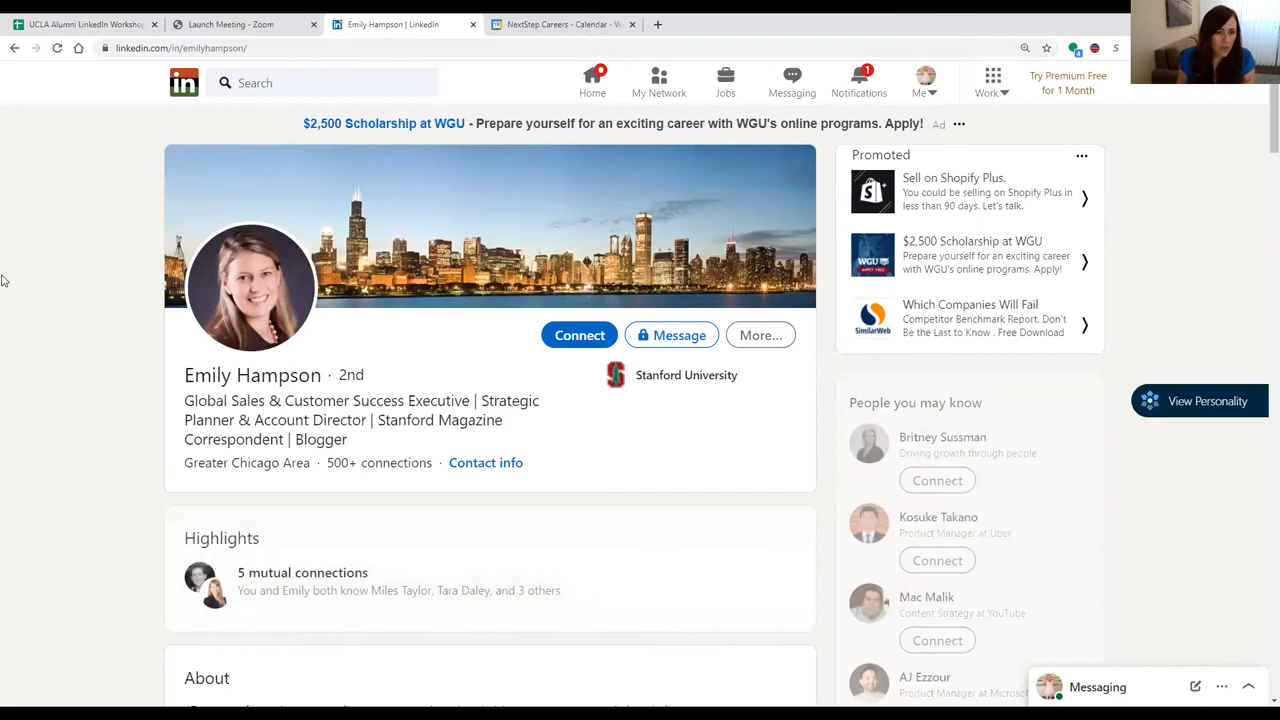 UCLA Alumni LinkedIn Workshop
Launch Meeting - Zoom
Emily Hampson | LinkedIn
NextStep Careers - Calendar - W
linkedin.com/in/emilyhampson/
S
in
Search
Home
My Network
Jobs
Messaging
1
Notifications
Me
Work
Try Premium Free
for 1 Month
$2,500 Scholarship at WGU - Prepare yourself for an exciting career with WGU's online programs. Apply!
Ad
Emily Hampson · 2nd
Global Sales & Customer Success Executive | Strategic
Planner & Account Director | Stanford Magazine
Correspondent | Blogger
Greater Chicago Area · 500+ connections · Contact info
Connect
Message
More...
Stanford University
Highlights
5 mutual connections
You and Emily both know Miles Taylor, Tara Daley, and 3 others
About
Promoted
Sell on Shopify Plus.
You could be selling on Shopify Plus in
less than 90 days. Let's talk.
WGU
$2,500 Scholarship at WGU
Prepare yourself for an exciting career
with WGU's online programs. Apply!
SimilarWeb
Which Companies Will Fail
Competitor Benchmark Report. Don't
Be the Last to Know . Free Download
View Personality
People you may know
Britney Sussman
Driving growth through people
Connect
Kosuke Takano
Product Manager at Uber
Connect
Mac Malik
Content Strategy at YouTube
Connect
AJ Ezzour
Product Manager at Microso
Messaging